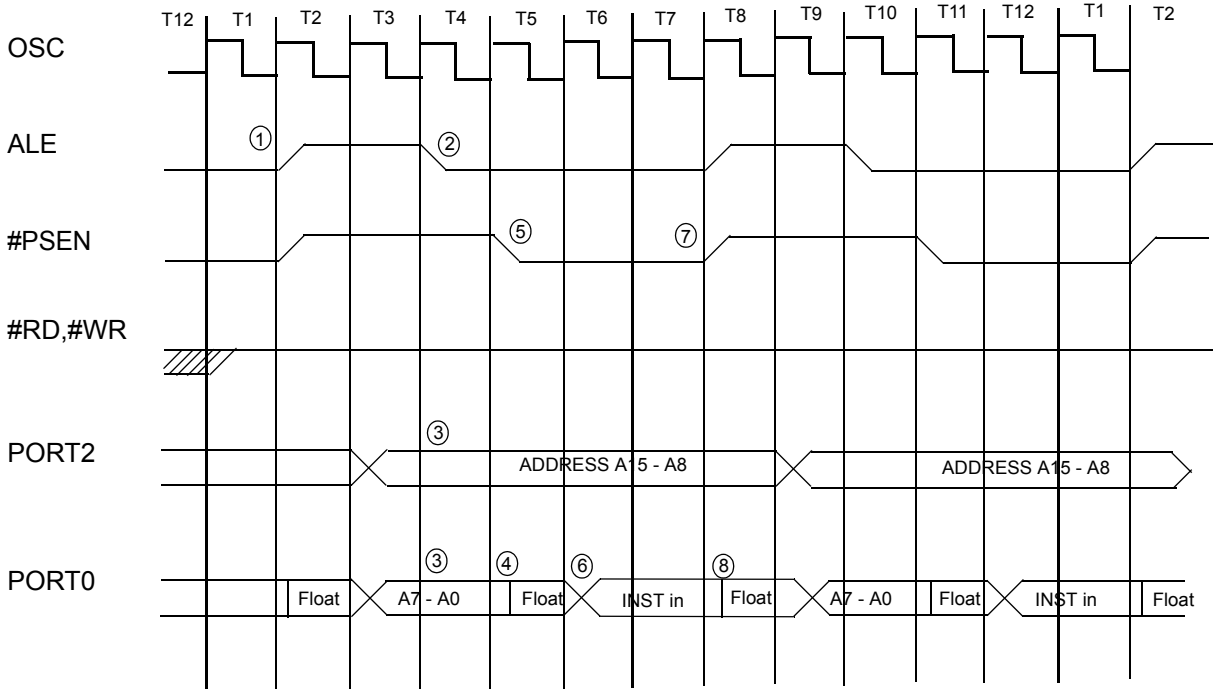 T12 T1 T2 T3 T4 T5 T6 T7 T8 T9 T10 T11 T12 T1 T2
OSC
ALE ① ②
#PSEN ⑤ ⑦
#RD,#WR
③
PORT2 ADDRESS A15 - A8 ADDRESS A15 - A8
③ ④ ⑥ ⑧
PORT0 Float A7 - A0 Float INST in Float A7 - A0 Float INST in Float